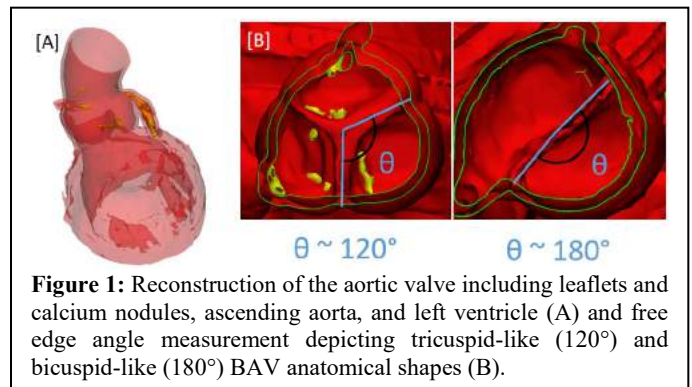 [A]
[B]
θ
θ
θ ~ 120°
θ ~ 180°
Figure 1: Reconstruction of the aortic valve including leaflets and
calcium nodules, ascending aorta, and left ventricle (A) and free
edge angle measurement depicting tricuspid-like (120°) and
bicuspid-like (180°) BAV anatomical shapes (B).